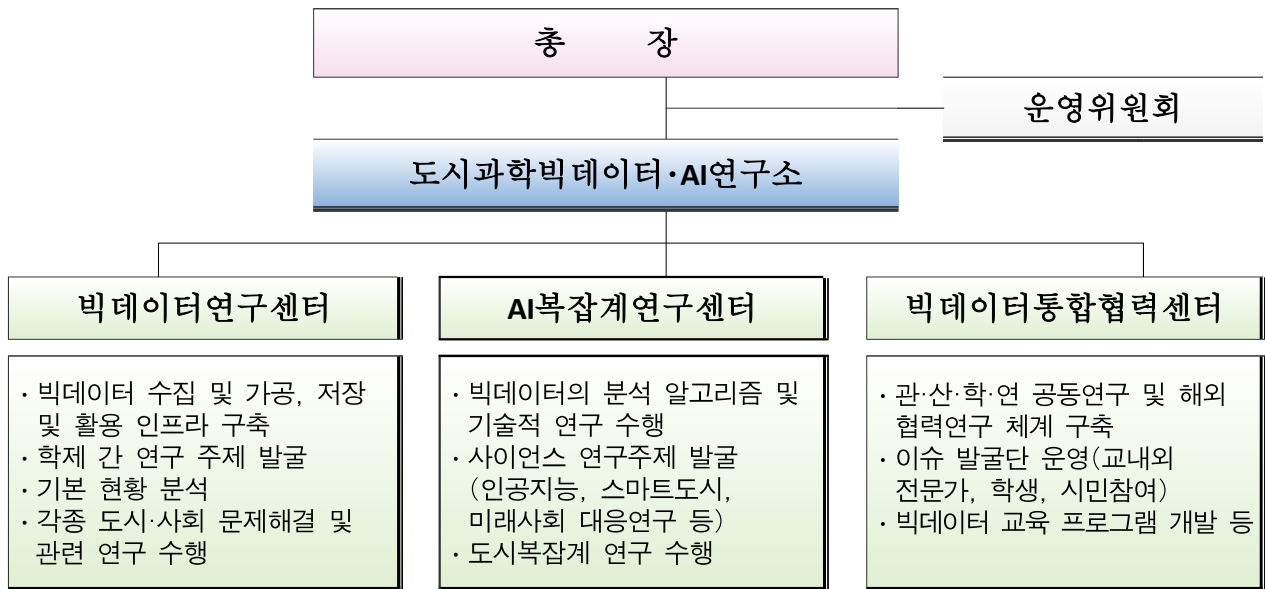 총 장
운영위원회
도시과학빅데이터·AI연구소
빅데이터연구센터
· 빅데이터 수집 및 가공, 저장
및 활용 인프라 구축
· 학제 간 연구 주제 발굴
· 기본 현황 분석
· 각종 도시·사회 문제해결 및
관련 연구 수행
AI복잡계연구센터
· 빅데이터의 분석 알고리즘 및
기술적 연구 수행
· 사이언스 연구주제 발굴
(인공지능, 스마트도시,
미래사회 대응연구 등)
· 도시복잡계 연구 수행
빅데이터통합협력센터
· 관·산·학·연 공동연구 및 해외
협력연구 체계 구축
· 이슈 발굴단 운영(교내외
전문가, 학생, 시민참여)
· 빅데이터 교육 프로그램 개발 등